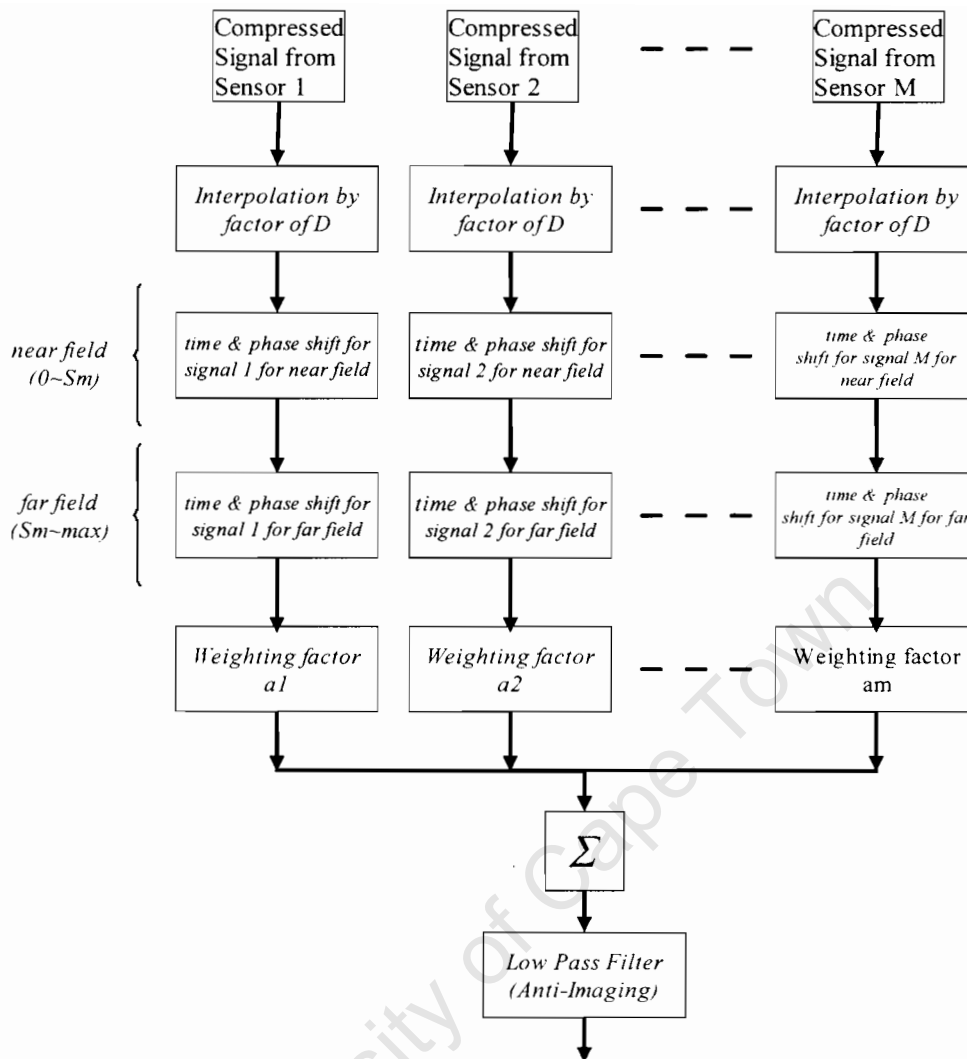 Compressed
Signal from
Sensor 1
Compressed
Signal from
Sensor 2
Compressed
Signal from
Sensor M
Interpolation by
factor of D
Interpolation by
factor of D
Interpolation by
factor of D
near field
(0~Sm)
time & phase shift for
signal 1 for near field
time & phase shift for
signal 2 for near field
time & phase
shift for signal M for
near field
far field
(Sm~max)
time & phase shift for
signal 1 for far field
time & phase shift for
signal 2 for far field
time & phase
shift for signal M for far
field
Weighting factor
a1
Weighting factor
a2
Weighting factor
am
Σ
Low Pass Filter
(Anti-Imaging)
sity of Cape Town